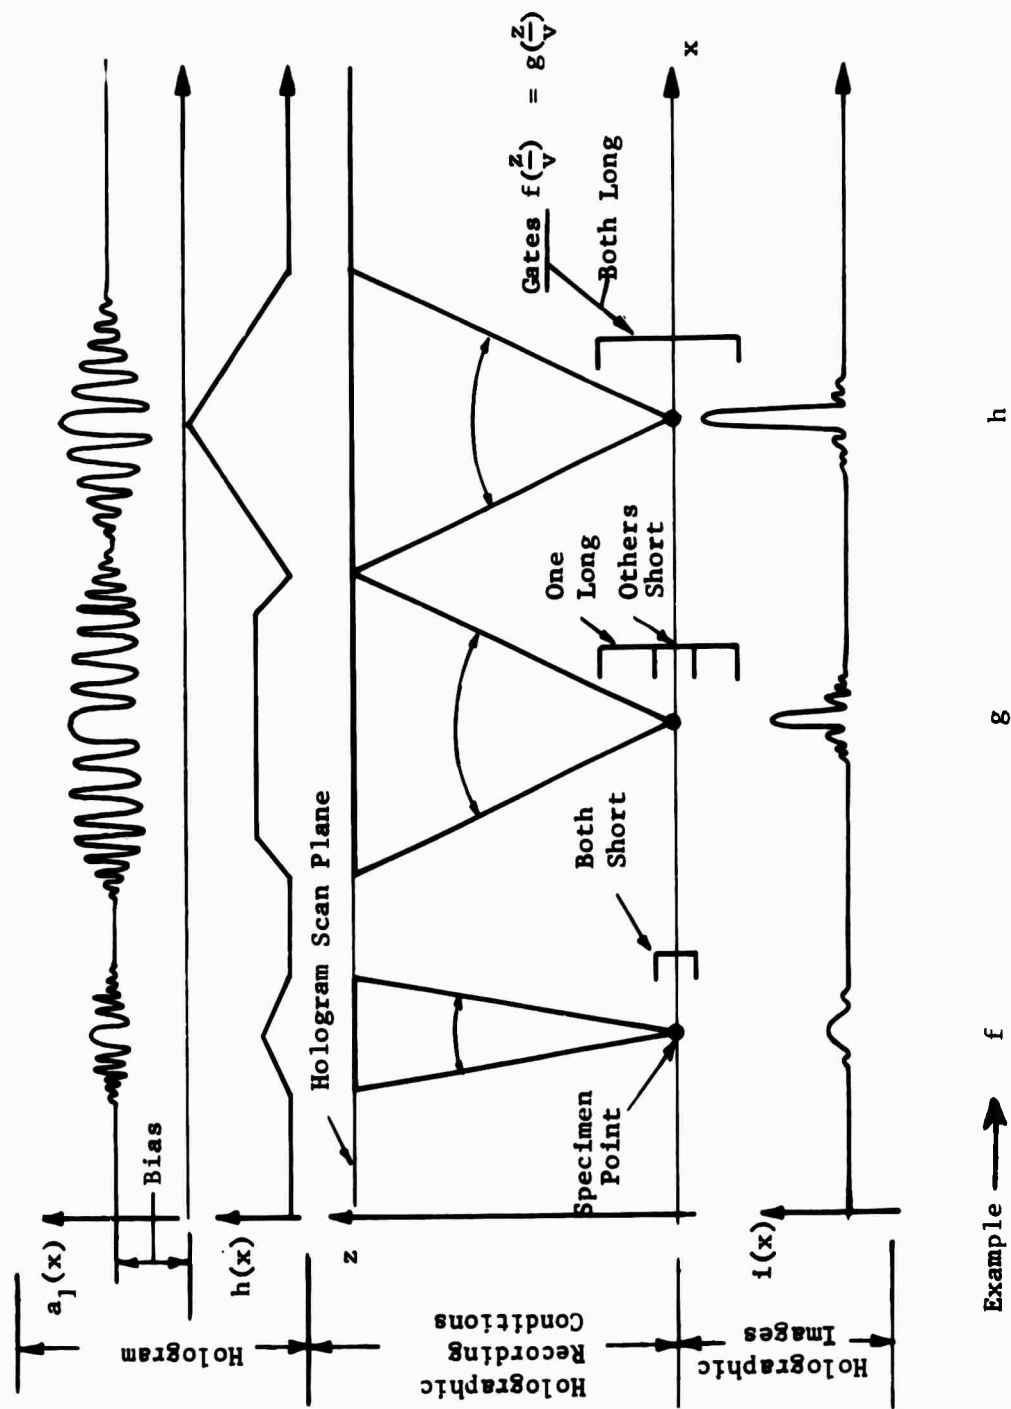 a₁(x)
Bias
Hologram
h(x)
Hologram Scan Plane
z
Holographic
Recording
Conditions
Specimen
Point
Both
Short
One
Long
Others
Short
Gates f(z/v) = g(z/v)
Both Long
x
Holographic
Images
i(x)
Example
f
g
h